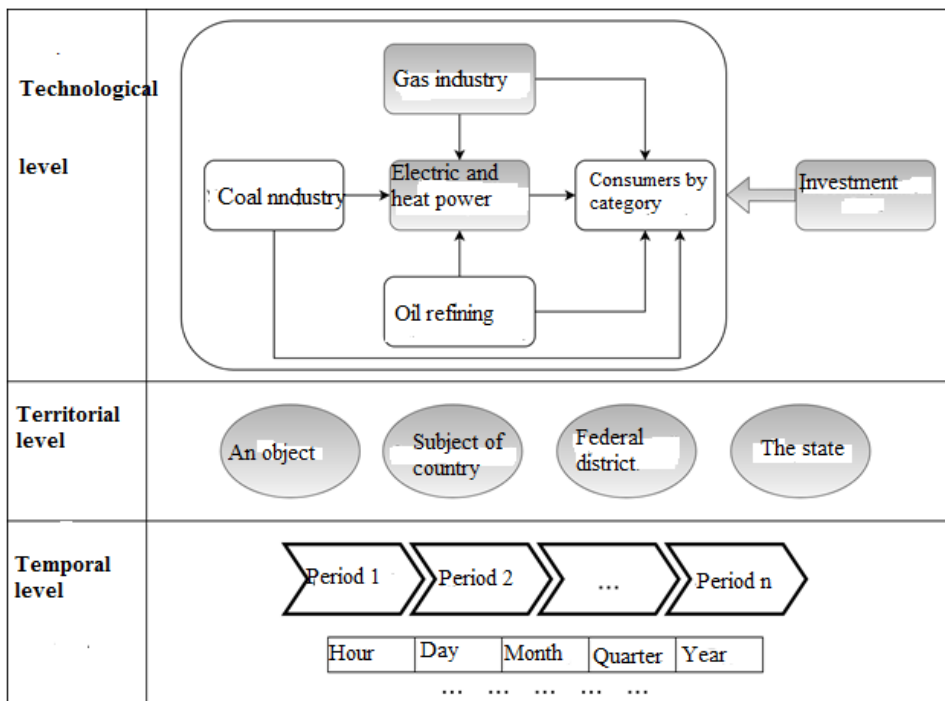 Technological
level
Gas industry
Coal nndustry
Electric and
heat power
Consumers by
category
Investment
Oil refining
Territorial
level
An object
Subject of
country
Federal
district.
The state
Temporal
level
Period 1
Period 2
...
Period n
Hour
Day
Month
Quarter
Year
... ... ... ... ...